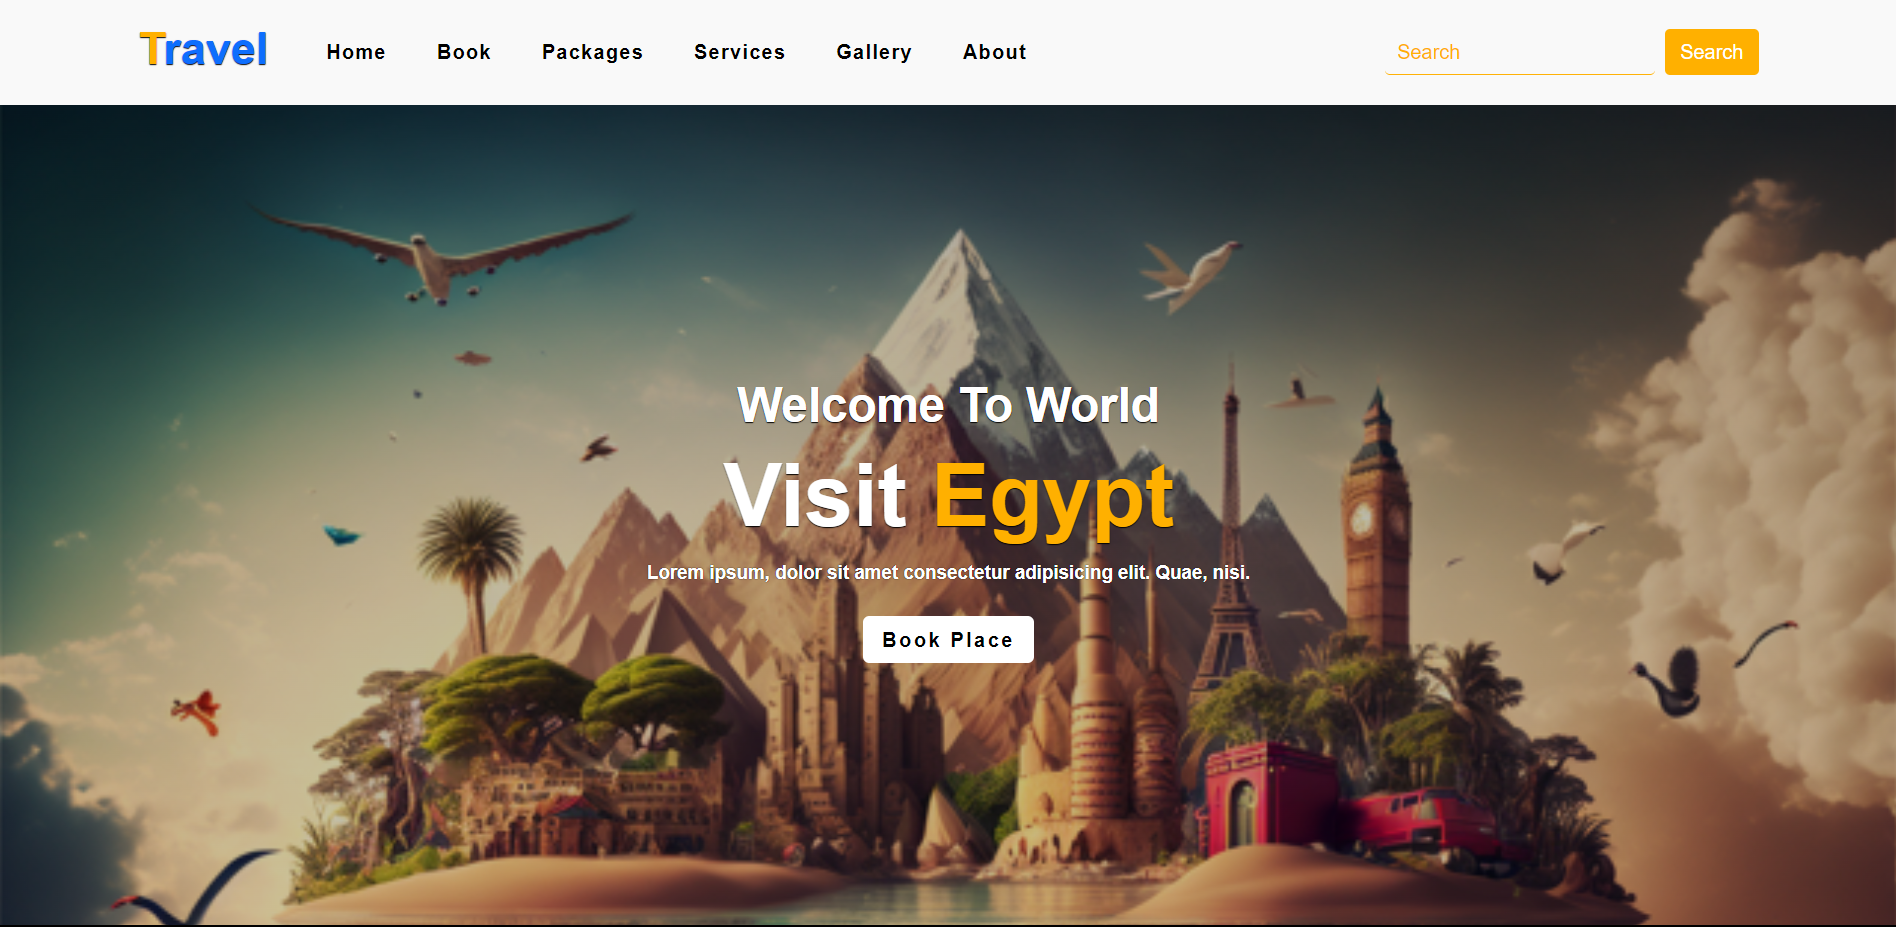 Travel Home Book Packages Services Gallery About Search Search
Welcome To World
Visit Egypt
Lorem ipsum, dolor sit amet consectetur adipisicing elit. Quae, nisi.
Book Place